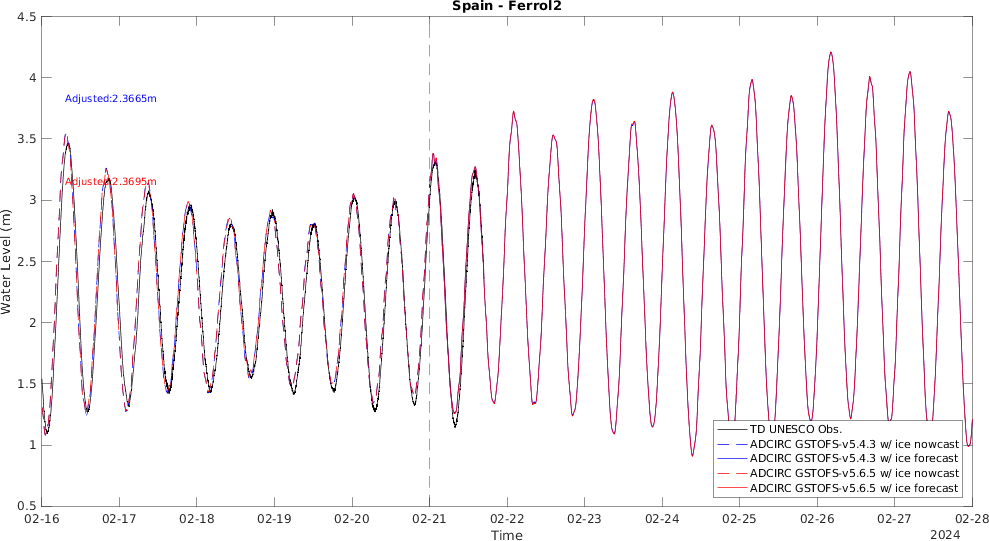 Spain - Ferrol2
4.5
4
3.5
3
2.5
2
1.5
1
0.5
Water Level (m)
Adjusted:2.3665m
Adjusted:2.3695m
TD UNESCO Obs.
ADCIRC GSTOFS-v5.4.3 w/ ice nowcast
ADCIRC GSTOFS-v5.4.3 w/ ice forecast
ADCIRC GSTOFS-v5.6.5 w/ ice nowcast
ADCIRC GSTOFS-v5.6.5 w/ ice forecast
02-16 02-17 02-18 02-19 02-20 02-21 02-22 02-23 02-24 02-25 02-26 02-27 02-28
Time
2024